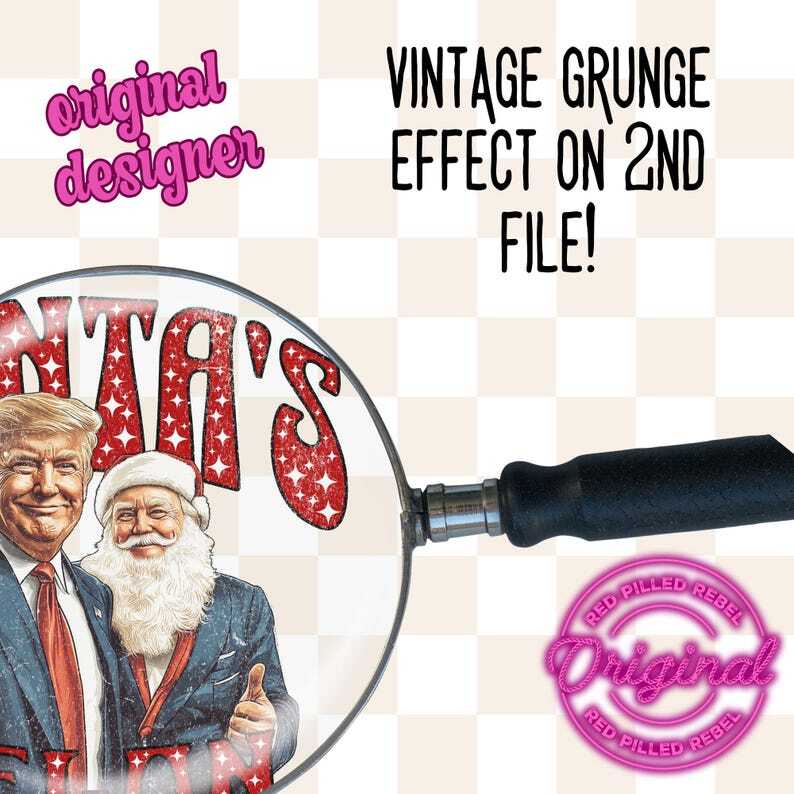 original
designer
VINTAGE GRUNGE
EFFECT ON 2ND
FILE!
NTA'S
RED PILLED REBEL
Original
RED PILLED REBEL